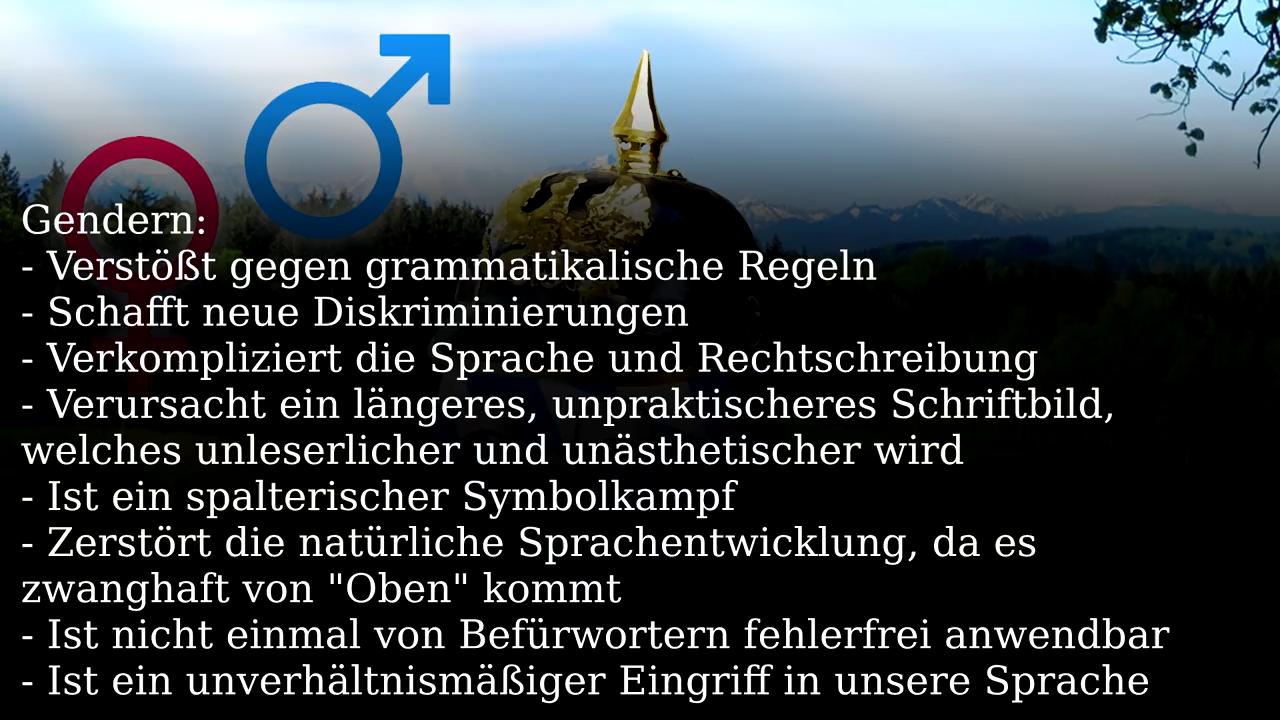 Gendern:
- Verstößt gegen grammatikalische Regeln
- Schafft neue Diskriminierungen
- Verkompliziert die Sprache und Rechtschreibung
- Verursacht ein längeres, unpraktischeres Schriftbild,
welches unleserlicher und unästhetischer wird
- Ist ein spalterischer Symbolkampf
- Zerstört die natürliche Sprachentwicklung, da es
zwanghaft von "Oben" kommt
- Ist nicht einmal von Befürwortern fehlerfrei anwendbar
- Ist ein unverhältnismäßiger Eingriff in unsere Sprache